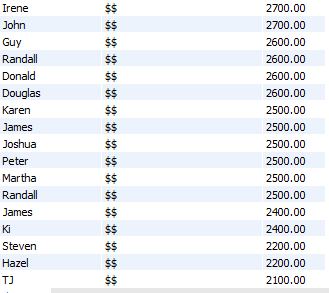 Irene $$ 2700.00
John $$ 2700.00
Guy $$ 2600.00
Randall $$ 2600.00
Donald $$ 2600.00
Douglas $$ 2600.00
Karen $$ 2500.00
James $$ 2500.00
Joshua $$ 2500.00
Peter $$ 2500.00
Martha $$ 2500.00
Randall $$ 2500.00
James $$ 2400.00
Ki $$ 2400.00
Steven $$ 2200.00
Hazel $$ 2200.00
TJ $$ 2100.00